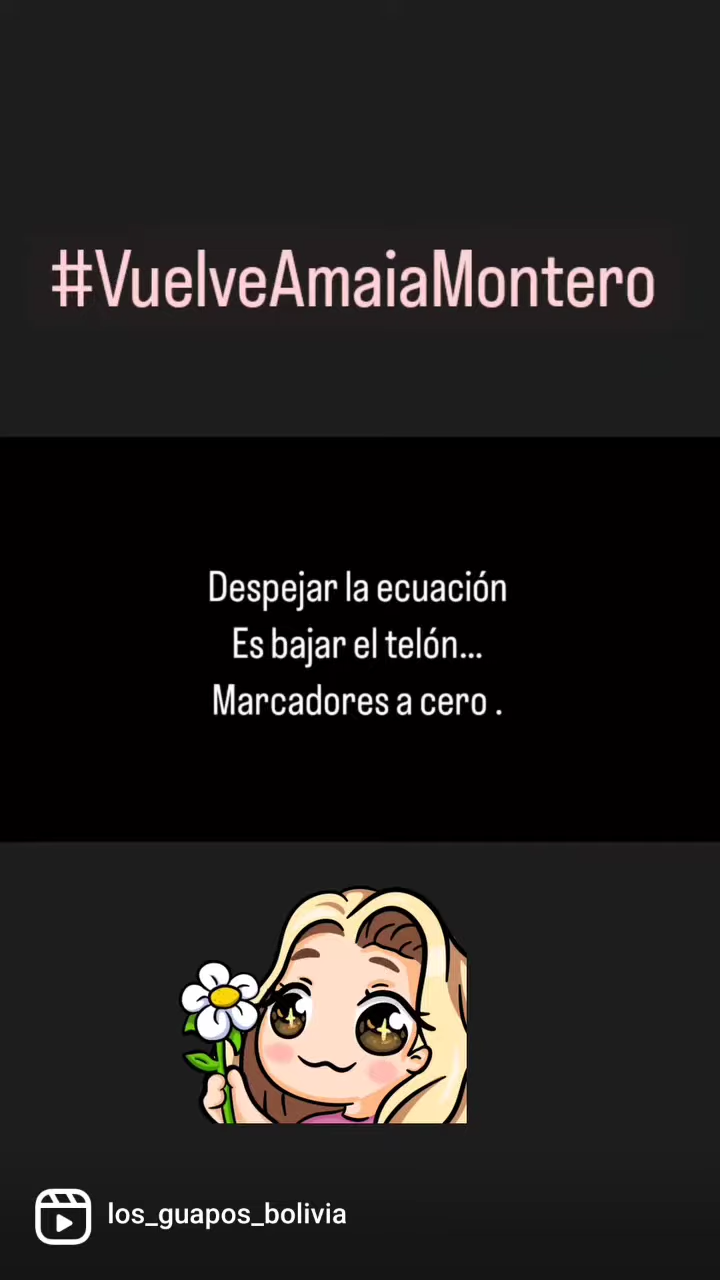 #VuelveAmaiaMontero
Despejar la ecuación
Es bajar el telón...
Marcadores a cero .
los_guapos_bolivia